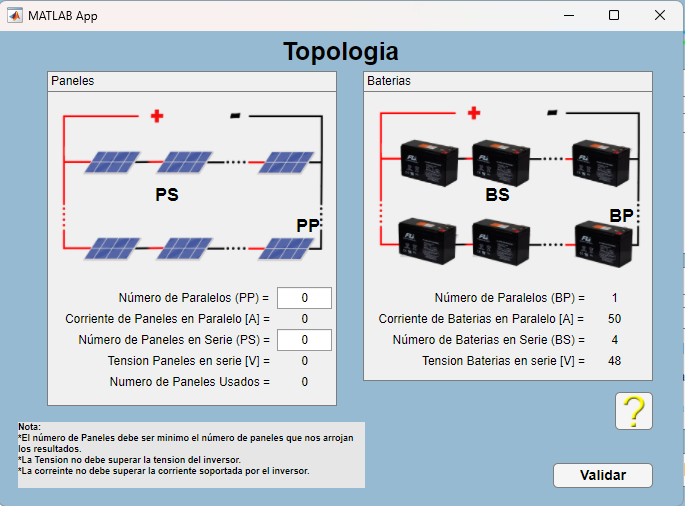 MATLAB App
Topologia
Paneles
PS
PP
Número de Paralelos (PP) = 0
Corriente de Paneles en Paralelo [A] = 0
Número de Paneles en Serie (PS) = 0
Tension Paneles en serie [V] = 0
Numero de Paneles Usados = 0
Baterias
BS
BP
Número de Paralelos (BP) = 1
Corriente de Baterias en Paralelo [A] = 50
Número de Baterias en Serie (BS) = 4
Tension Baterias en serie [V] = 48
Nota:
*El número de Paneles debe ser minimo el número de paneles que nos arrojan
los resultados.
*La Tension no debe superar la tension del inversor.
*La correinte no debe superar la corriente soportada por el inversor.
?
Validar